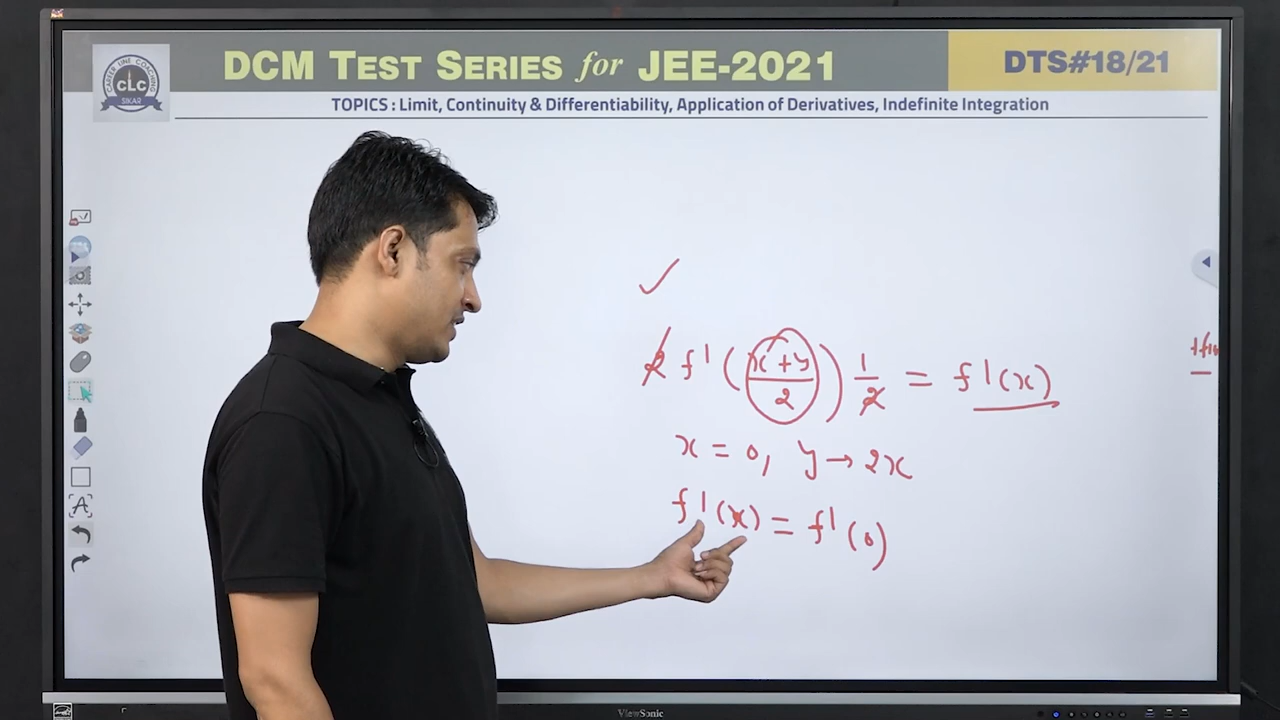 DCM TEST SERIES for JEE-2021
DTS#18/21
CAREER LINE COACHING
CLC
SIKAR
TOPICS : Limit, Continuity & Differentiability, Application of Derivatives, Indefinite Integration
✓
2 f'((x+y)/2) 1/2 = f'(x)
x = 0, y → 2x
f'(x) = f'(0)
A
ViewSonic